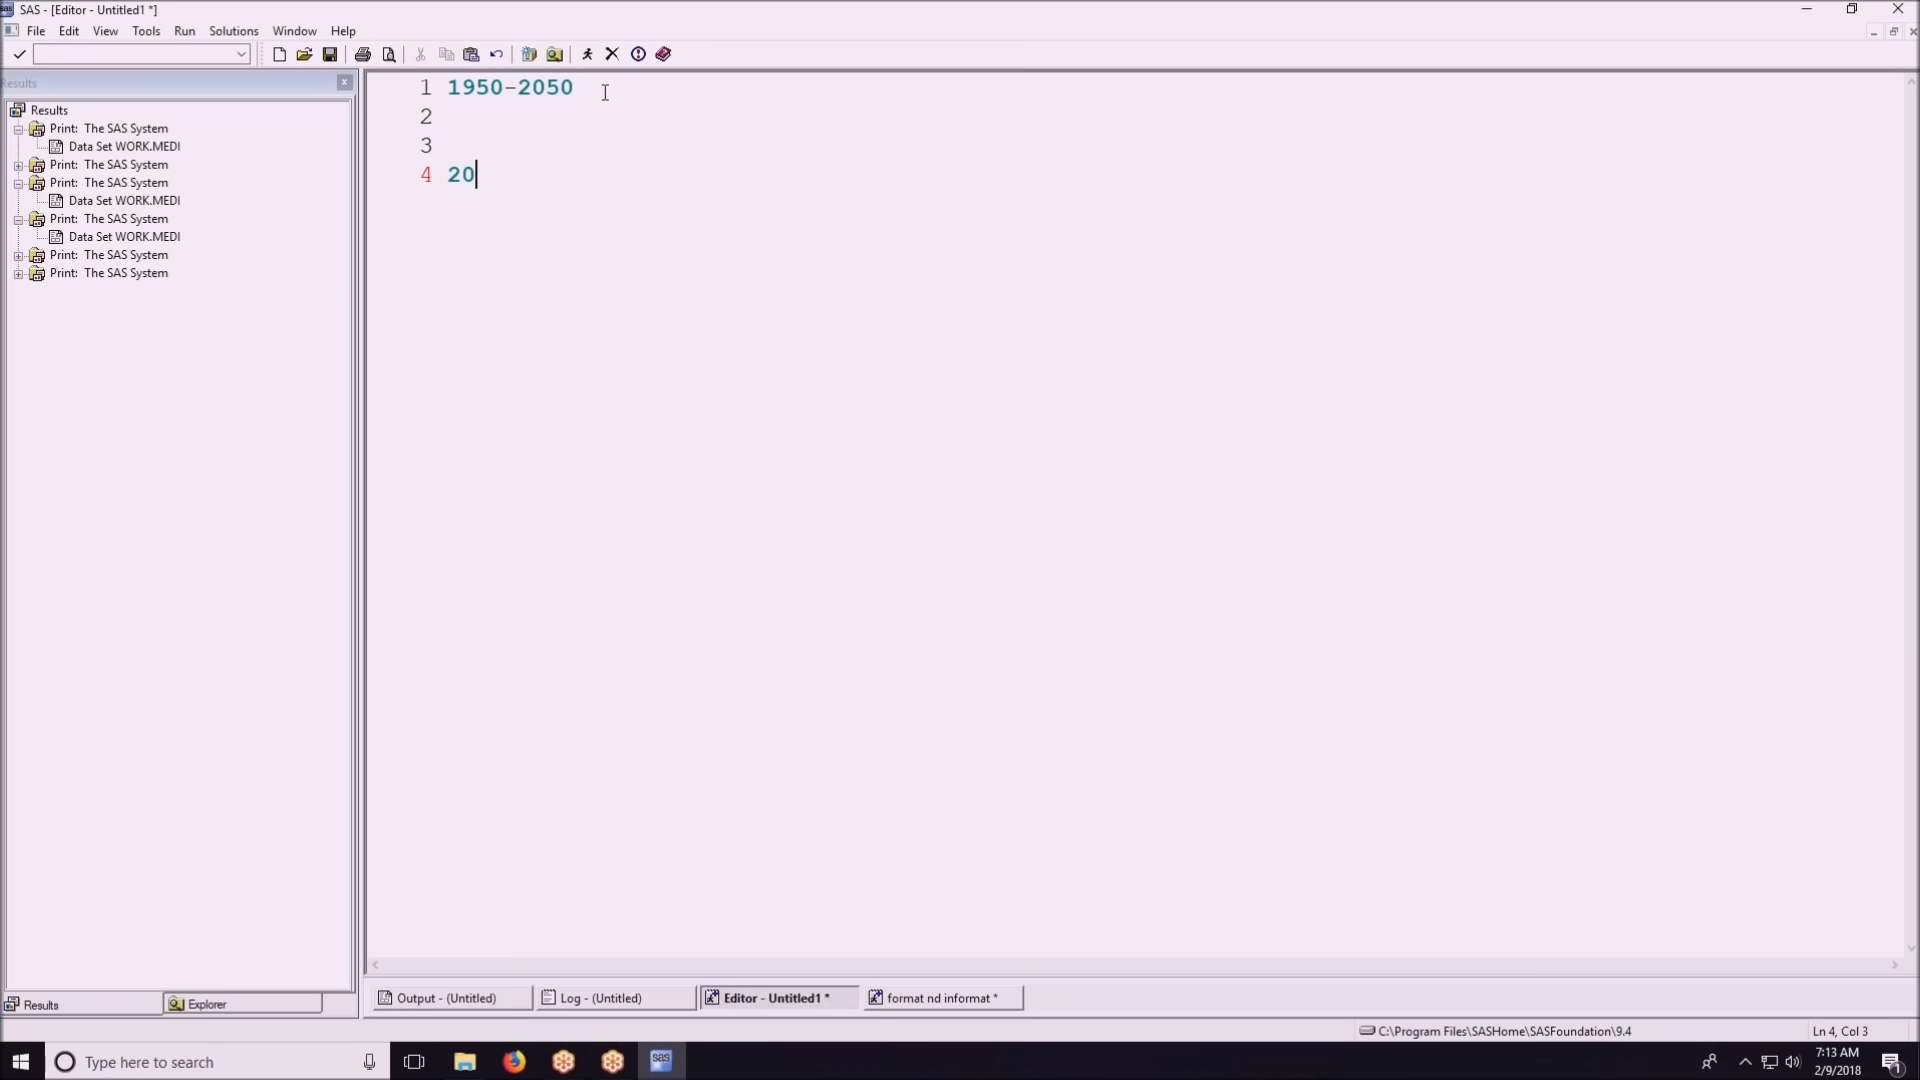 SAS - [Editor - Untitled1 *]
File Edit View Tools Run Solutions Window Help
Results
1 1950-2050
2
3
4 20
Results
Print: The SAS System
Data Set WORK.MEDI
Print: The SAS System
Print: The SAS System
Data Set WORK.MEDI
Print: The SAS System
Data Set WORK.MEDI
Print: The SAS System
Print: The SAS System
Results Explorer
Output - (Untitled) Log - (Untitled) Editor - Untitled1 * format nd informat *
C:\Program Files\SASHome\SASFoundation\9.4 Ln 4, Col 3
Type here to search
sas
7:13 AM
2/9/2018
1